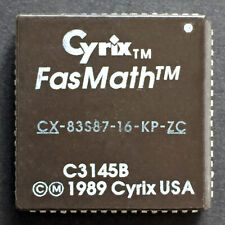 Cyrix™
FasMath™
CX-83S87-16-KP-ZC
C3145B
©Ⓜ1989 Cyrix USA